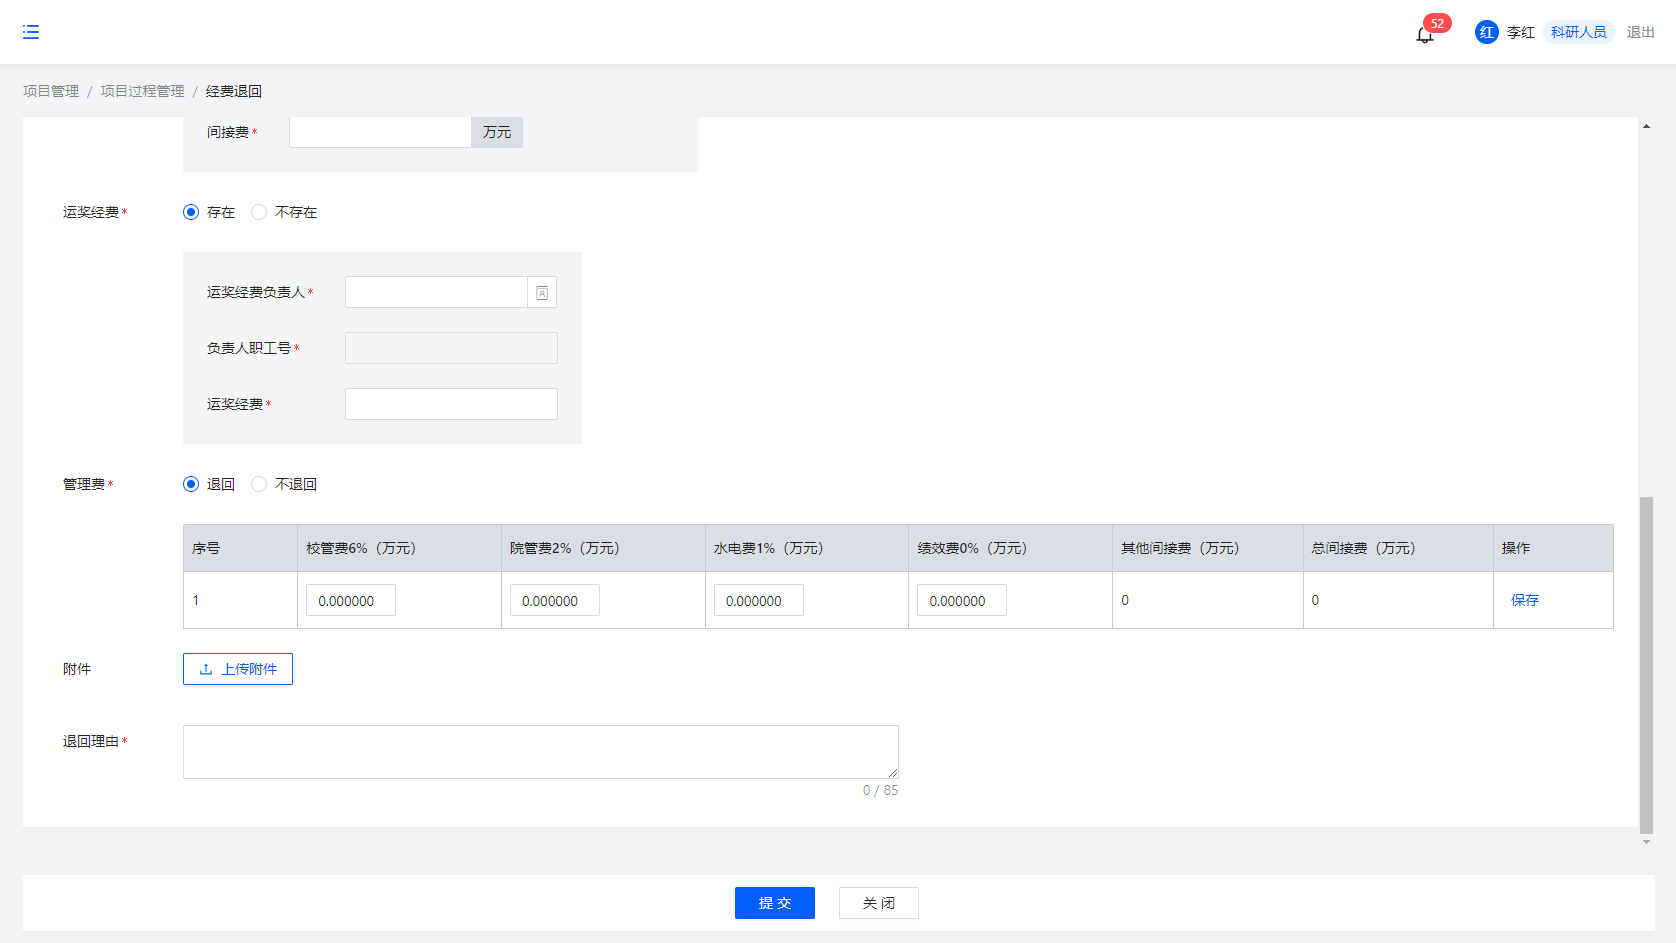 52
红 李红 科研人员 退出
项目管理 / 项目过程管理 / 经费退回
间接费* 万元
运奖经费* 存在 不存在
运奖经费负责人*
负责人职工号*
运奖经费*
管理费* 退回 不退回
序号 校管费6%（万元） 院管费2%（万元） 水电费1%（万元） 绩效费0%（万元） 其他间接费（万元） 总间接费（万元） 操作
1 0.000000 0.000000 0.000000 0.000000 0 0 保存
附件 上传附件
退回理由*
0 / 85
提交 关闭